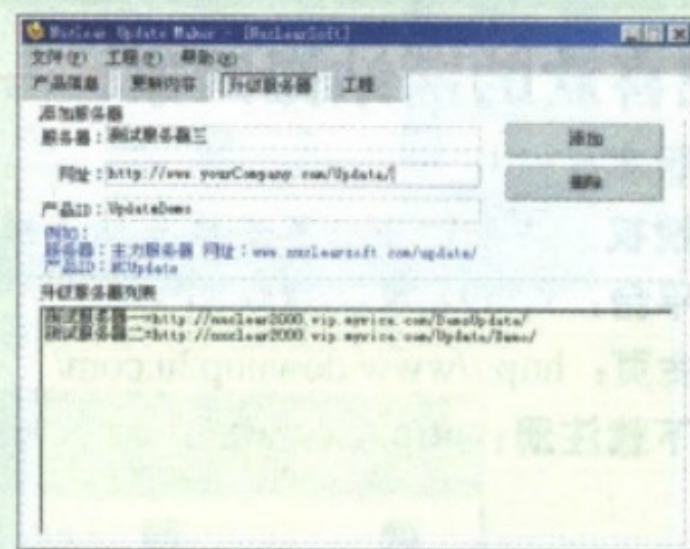 Nuclear Update Maker - [NuclearSoft]
文件(F) 工程(P) 帮助(H)
产品信息 更新内容 升级服务器 工程
添加服务器
服务器：测试服务器三
添加
网址：http://www.yourCompany.com/Update/
删除
产品ID：UpdateDemo
例如：
服务器：主力服务器 网址：www.nuclearsoft.com/update/
产品ID：NCUpdate
升级服务器列表
测试服务器一=http://nuclear2000.vip.myrice.com/DemoUpdate/
测试服务器二=http://nuclear2000.vip.myrice.com/Update/Demo/